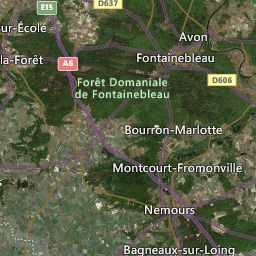 E15
D637
sur-École
Avon
la-Forêt
A6
Fontainebleau
D606
Forêt Domaniale
de Fontainebleau
Bourron-Marlotte
Montcourt-Fromonville
Nemours
Bagneaux-sur-Loing